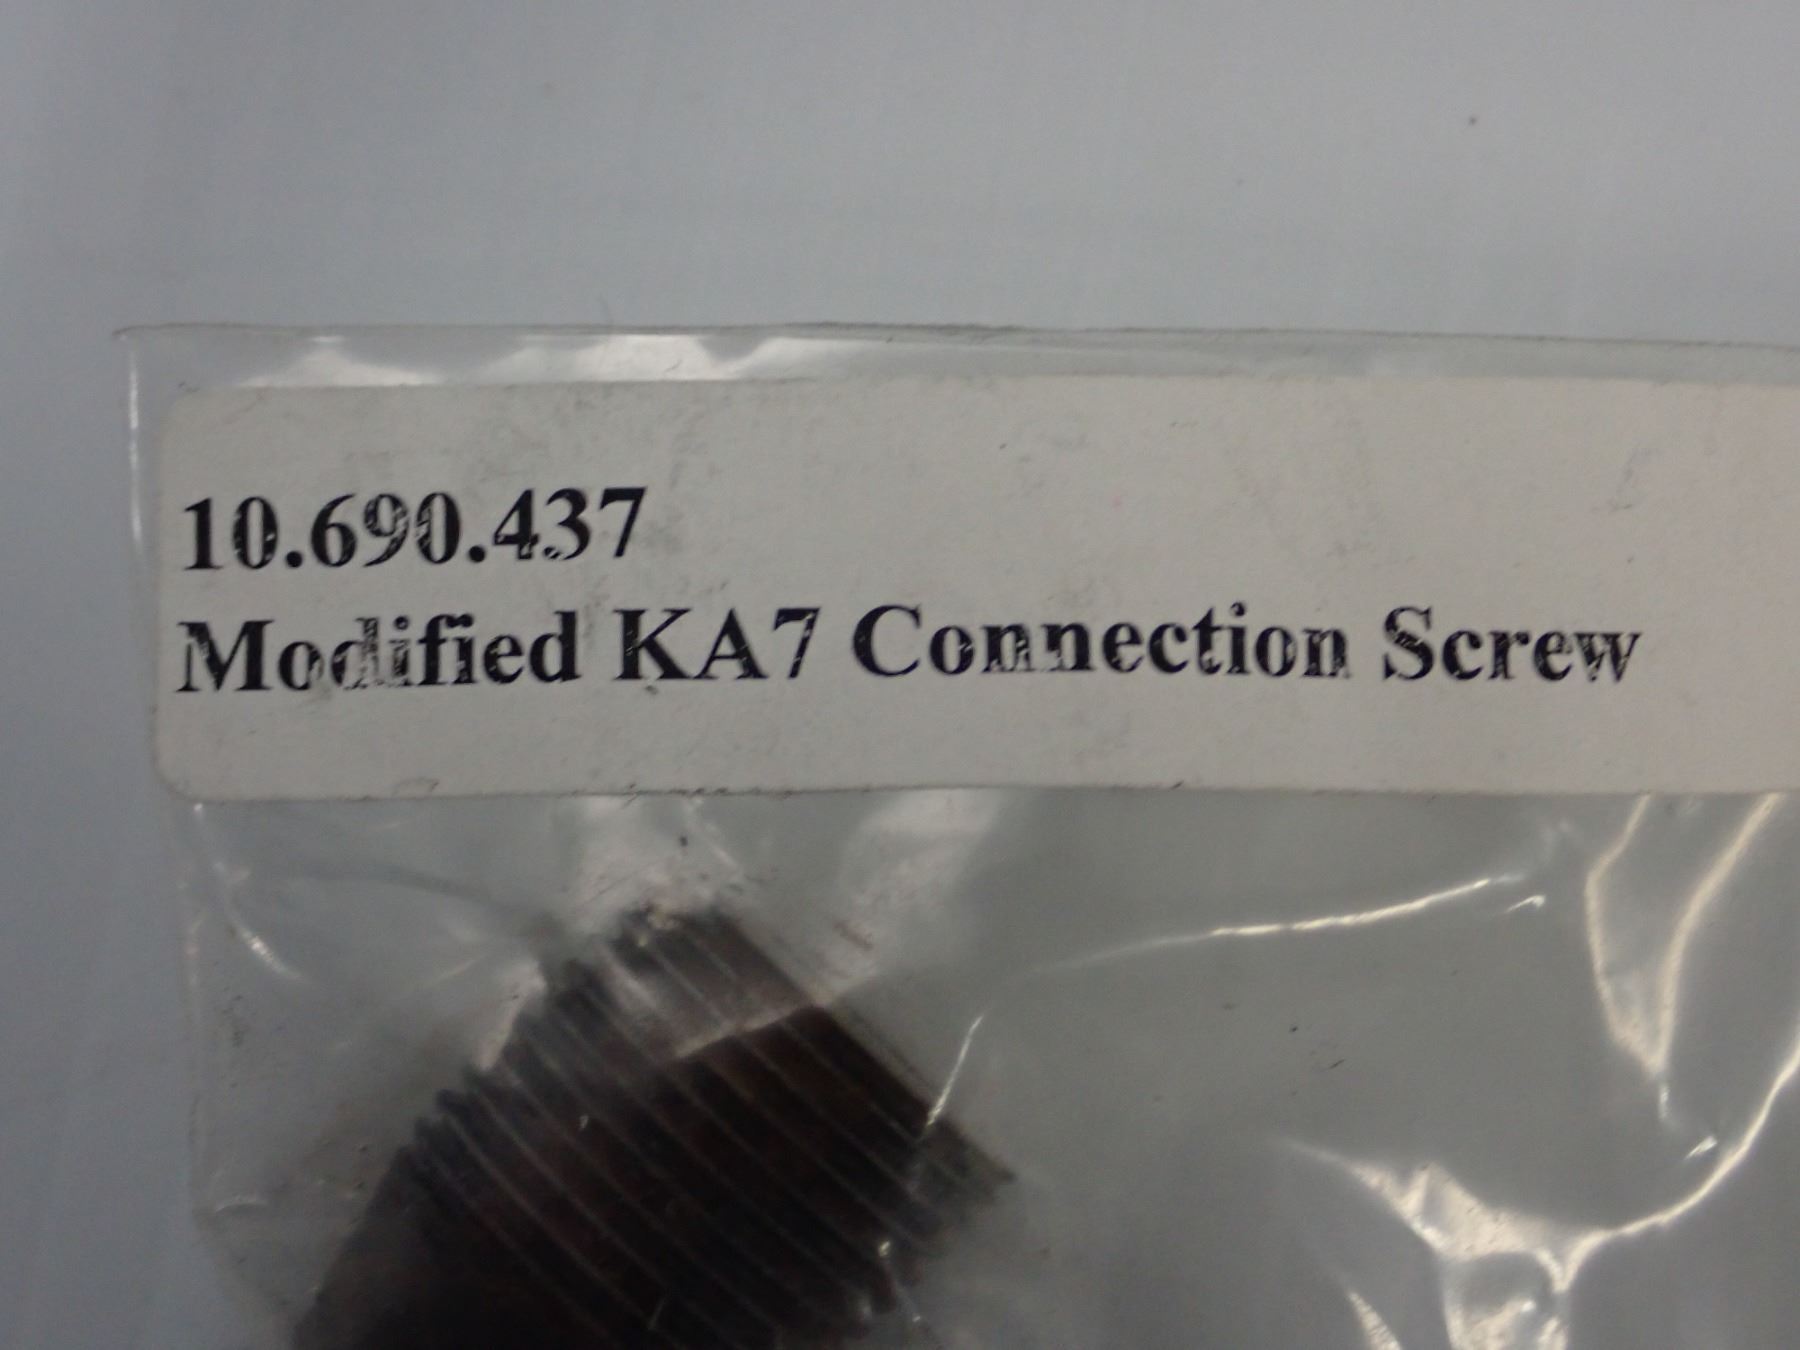 10.690.437
Modified KA7 Connection Screw